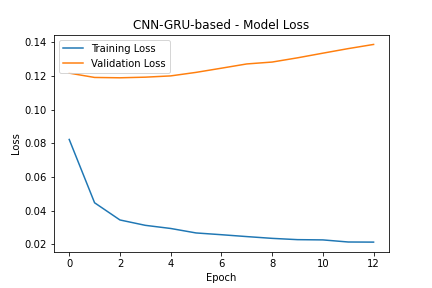 CNN-GRU-based - Model Loss
Training Loss
Validation Loss
Loss
0.14
0.12
0.10
0.08
0.06
0.04
0.02
0 2 4 6 8 10 12
Epoch